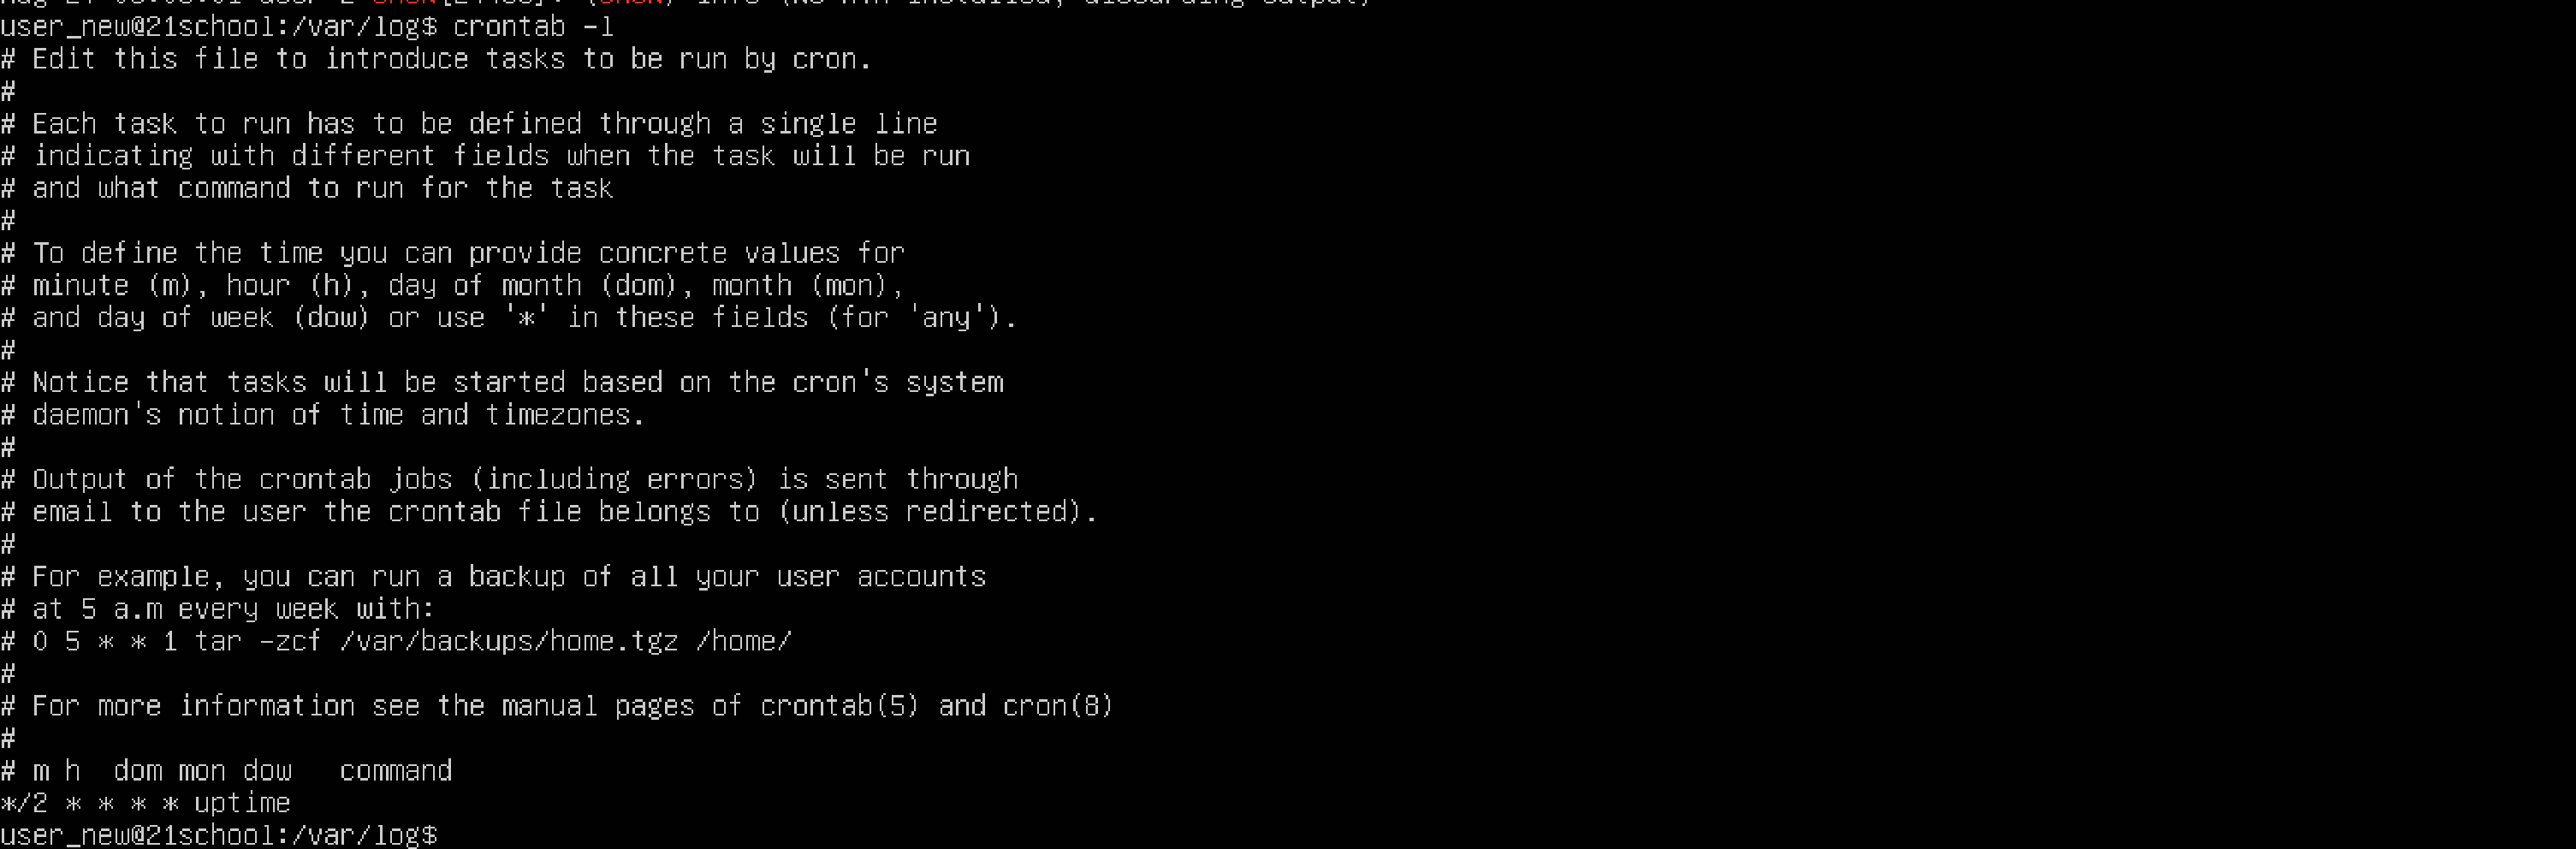 user_new@21school:/var/log$ crontab -l
# Edit this file to introduce tasks to be run by cron.
#
# Each task to run has to be defined through a single line
# indicating with different fields when the task will be run
# and what command to run for the task
#
# To define the time you can provide concrete values for
# minute (m), hour (h), day of month (dom), month (mon),
# and day of week (dow) or use '*' in these fields (for 'any').
#
# Notice that tasks will be started based on the cron's system
# daemon's notion of time and timezones.
#
# Output of the crontab jobs (including errors) is sent through
# email to the user the crontab file belongs to (unless redirected).
#
# For example, you can run a backup of all your user accounts
# at 5 a.m every week with:
# 0 5 * * 1 tar -zcf /var/backups/home.tgz /home/
#
# For more information see the manual pages of crontab(5) and cron(8)
#
# m h  dom mon dow   command
*/2 * * * * uptime
user_new@21school:/var/log$